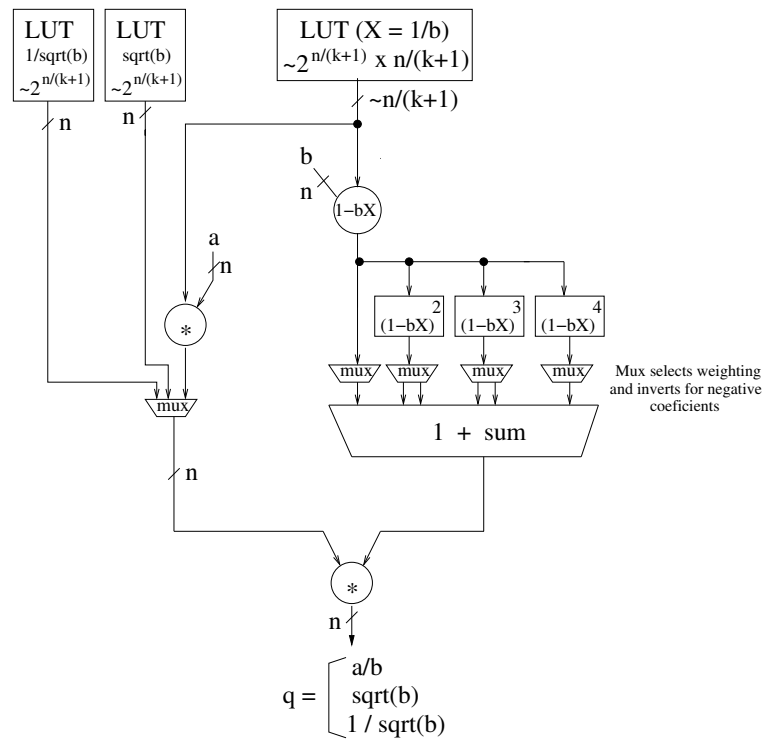 LUT
1/sqrt(b)
~2^n/(k+1)
LUT
sqrt(b)
~2^n/(k+1)
LUT (X = 1/b)
~2^n/(k+1) x n/(k+1)
n
n
~n/(k+1)
b
n
1-bX
a
n
*
(1-bX)^2
(1-bX)^3
(1-bX)^4
mux
mux
mux
mux
Mux selects weighting
and inverts for negative
coeficients
mux
1 + sum
n
*
n
q =
a/b
sqrt(b)
1 / sqrt(b)